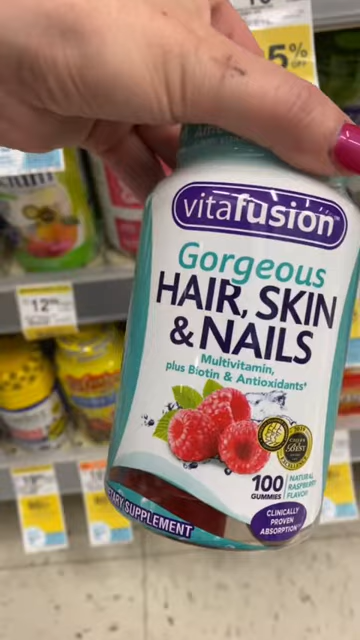 5%
OFF
12
vitafusion
Gorgeous
HAIR, SKIN
& NAILS
Multivitamin,
plus Biotin & Antioxidants†
100
GUMMIES
NATURAL
RASPBERRY
FLAVOR
CLINICALLY
PROVEN
ABSORPTION
DIETARY SUPPLEMENT